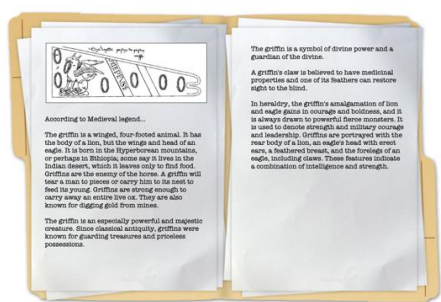 According to Medieval legend...
The griffin is a winged, four-footed animal. It has
the body of a lion, but the wings and head of an
eagle. It is born in the Hyperborean mountains,
or perhaps in Ethiopia; some say it lives in the
Indian desert, which it leaves only to find food.
Griffins are the enemy of the horse. A griffin will
tear a man to pieces or carry him to its nest to
feed its young. Griffins are strong enough to
carry away an entire live ox. They are also
known for digging gold from mines.
The griffin is an especially powerful and majestic
creature. Since classical antiquity, griffins were
known for guarding treasures and priceless
possessions.
The griffin is a symbol of divine power and a
guardian of the divine.
A griffin's claw is believed to have medicinal
properties and one of its feathers can restore
sight to the blind.
In heraldry, the griffin's amalgamation of lion
and eagle gains in courage and boldness, and it
is always drawn to powerful fierce monsters. It
is used to denote strength and military courage
and leadership. Griffins are portrayed with the
rear body of a lion, an eagle's head with erect
ears, a feathered breast, and the forelegs of an
eagle, including claws. These features indicate
a combination of intelligence and strength.